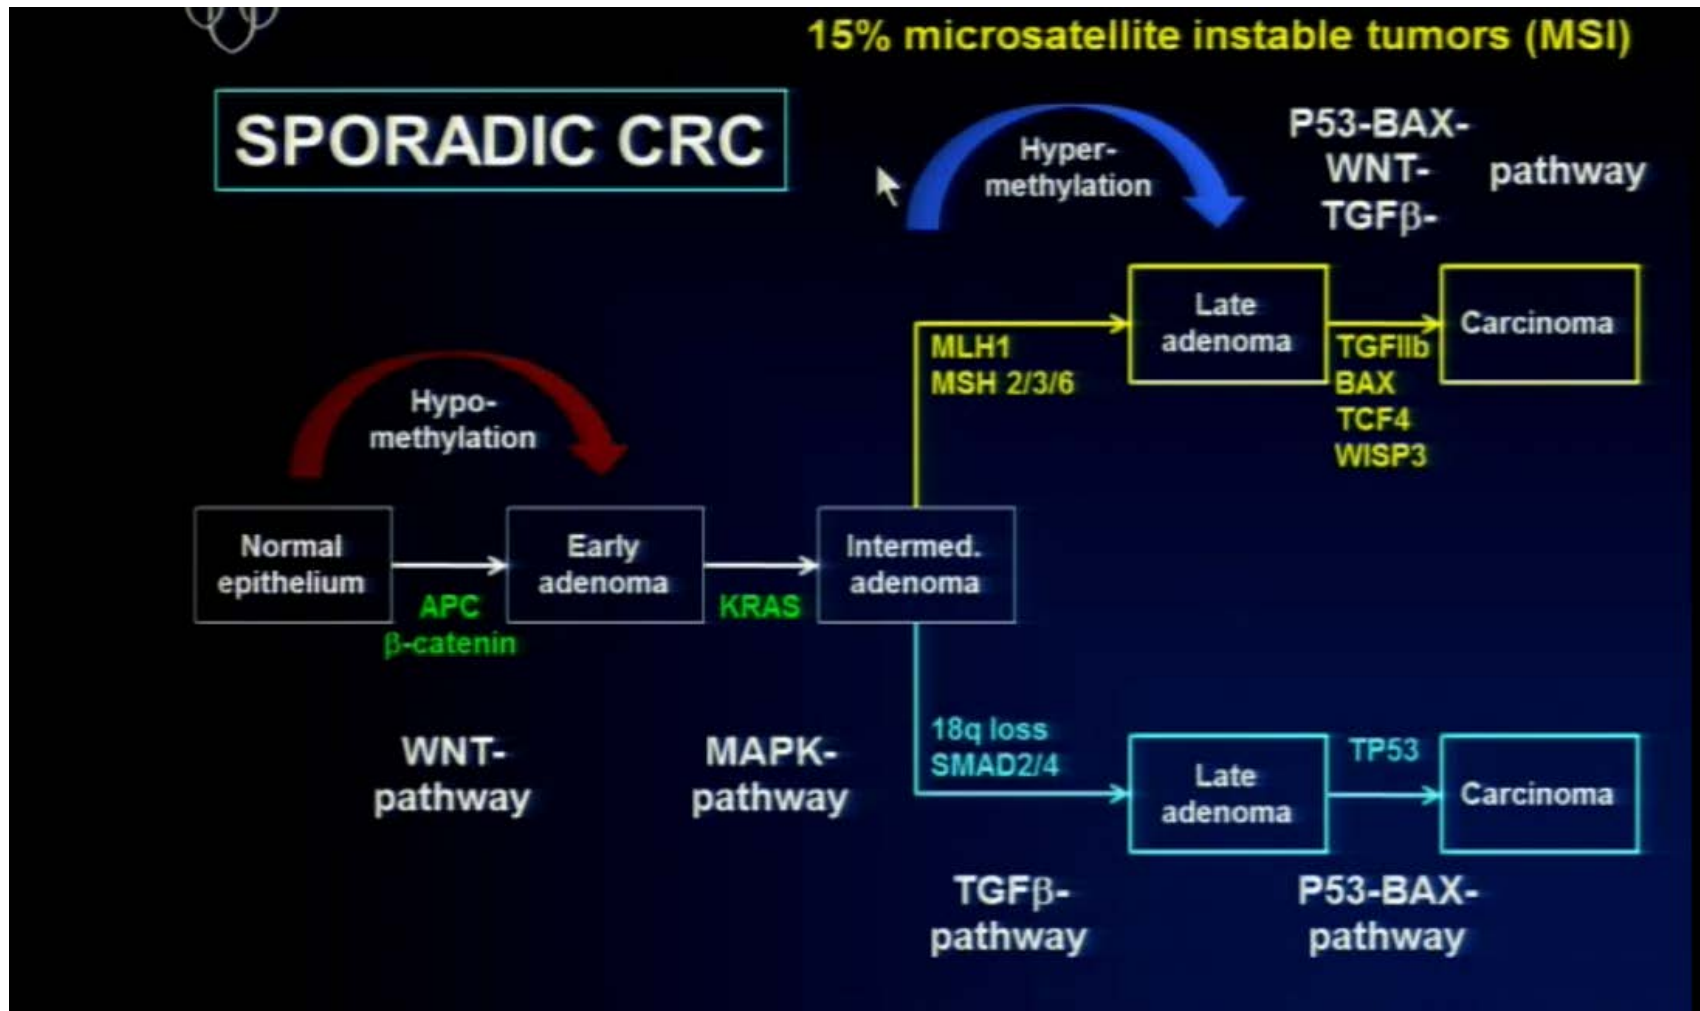 15% microsatellite instable tumors (MSI)
SPORADIC CRC
Hyper-
methylation
P53-BAX-
WNT- pathway
TGFβ-
Late
adenoma
Carcinoma
MLH1
MSH 2/3/6
TGFIIb
BAX
TCF4
WISP3
Hypo-
methylation
Normal
epithelium
Early
adenoma
Intermed.
adenoma
APC
β-catenin
KRAS
WNT-
pathway
MAPK-
pathway
18q loss
SMAD2/4
Late
adenoma
TP53
Carcinoma
TGFβ-
pathway
P53-BAX-
pathway